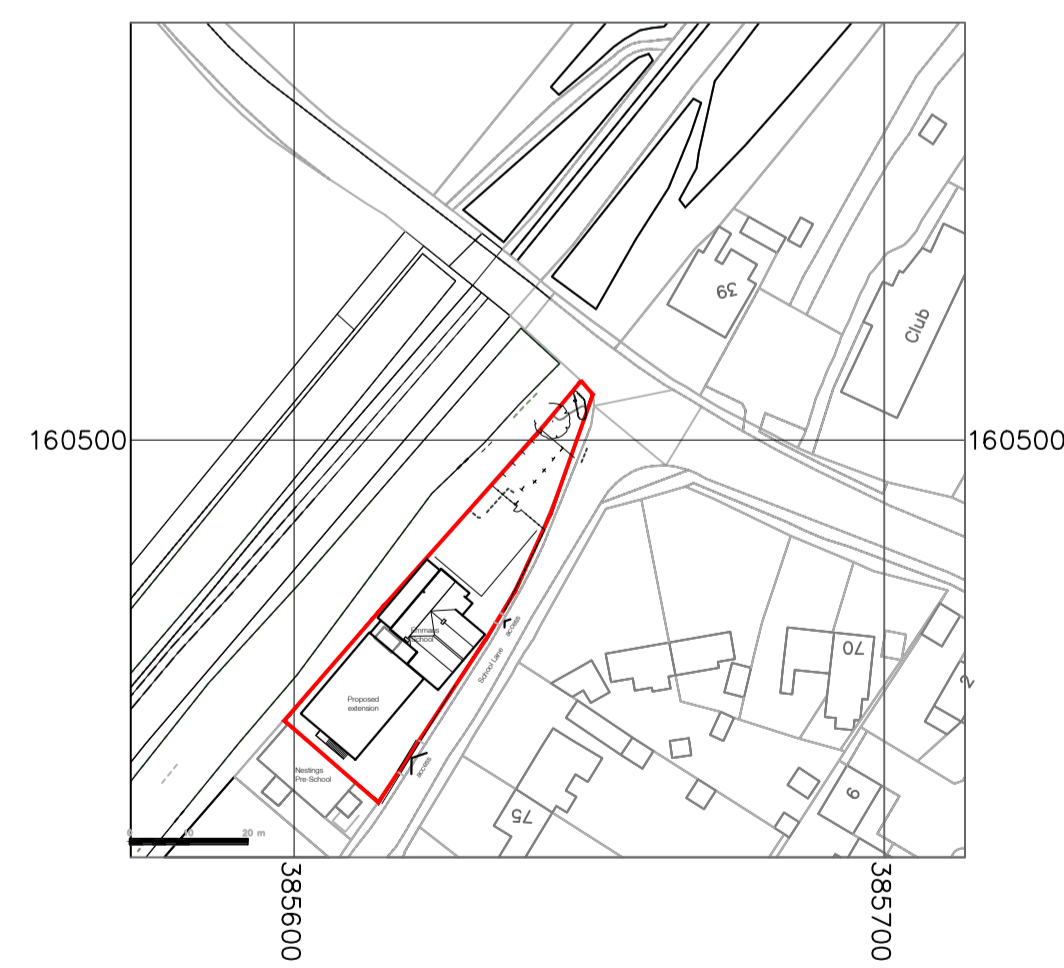 39
Club
160500
160500
access
Emmaus
School
School Lane
70
2
Proposed
extension
access
Nestings
Pre-School
9
75
0
10
20 m
385600
385700